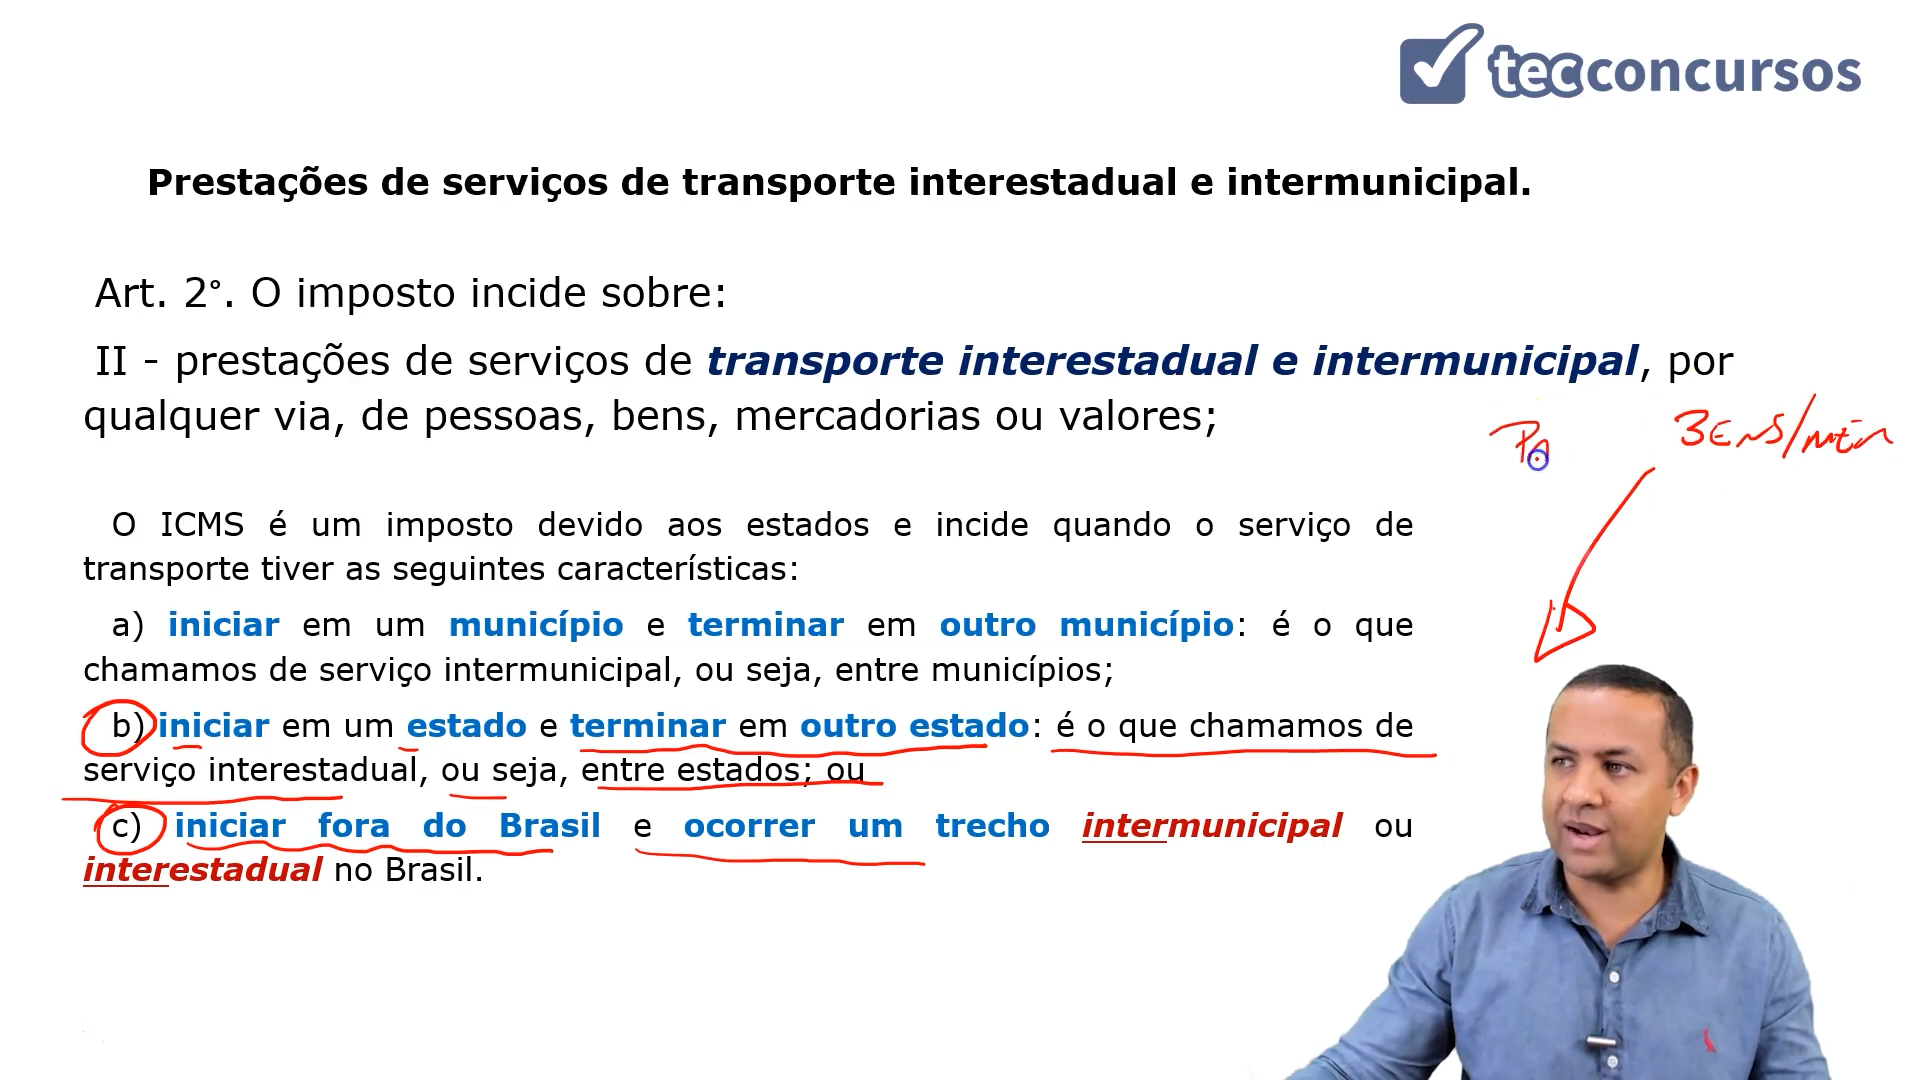 tecconcursos
Prestações de serviços de transporte interestadual e intermunicipal.
Art. 2°. O imposto incide sobre:
II - prestações de serviços de transporte interestadual e intermunicipal, por
qualquer via, de pessoas, bens, mercadorias ou valores;
PA
BENS/MER
O ICMS é um imposto devido aos estados e incide quando o serviço de
transporte tiver as seguintes características:
a) iniciar em um município e terminar em outro município: é o que
chamamos de serviço intermunicipal, ou seja, entre municípios;
b) iniciar em um estado e terminar em outro estado: é o que chamamos de
serviço interestadual, ou seja, entre estados; ou
c) iniciar fora do Brasil e ocorrer um trecho intermunicipal ou
interestadual no Brasil.